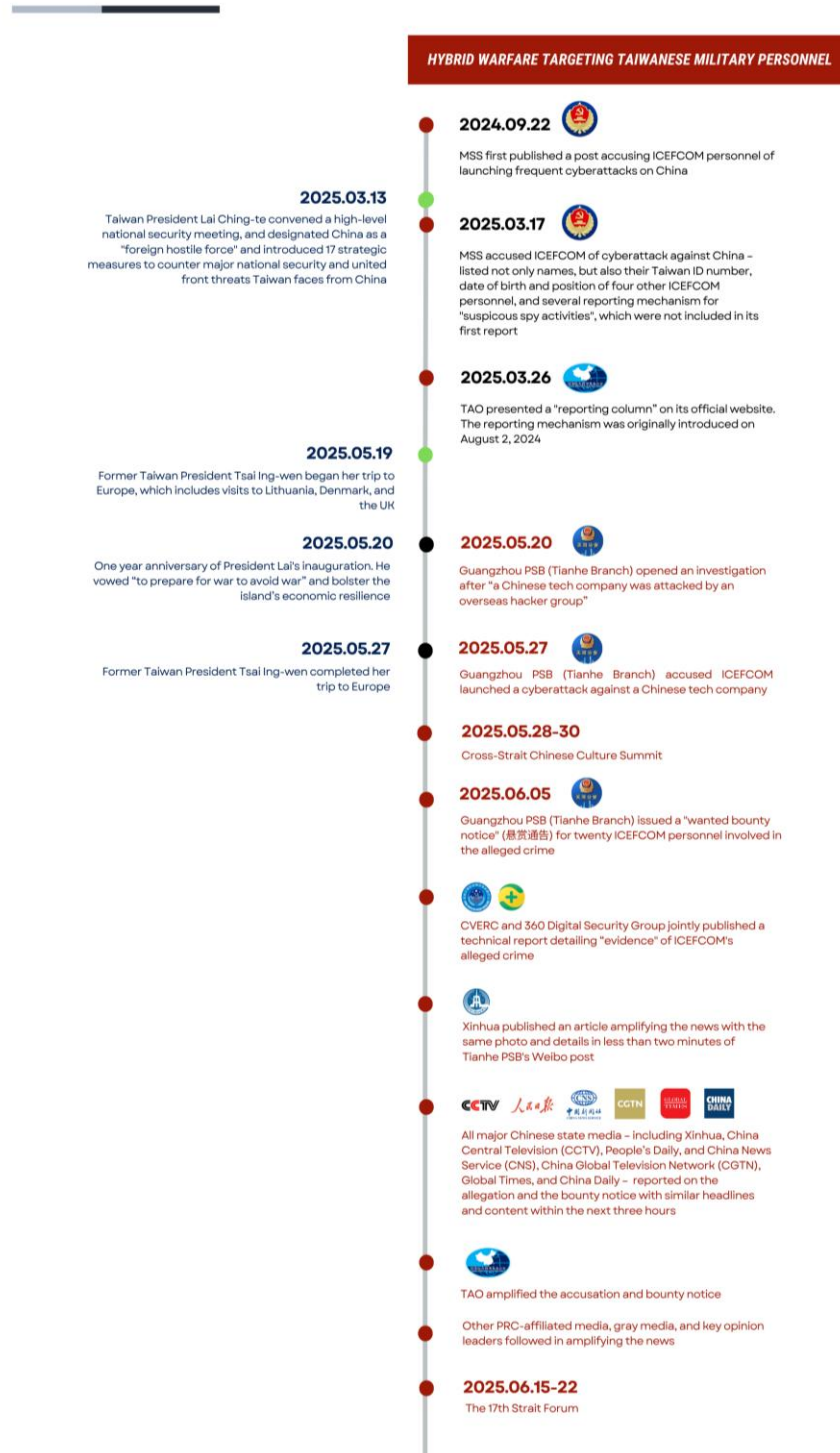 HYBRID WARFARE TARGETING TAIWANESE MILITARY PERSONNEL
2024.09.22
MSS first published a post accusing ICEFCOM personnel of
launching frequent cyberattacks on China
2025.03.13
Taiwan President Lai Ching-te convened a high-level
national security meeting, and designated China as a
"foreign hostile force" and introduced 17 strategic
measures to counter major national security and united
front threats Taiwan faces from China
2025.03.17
MSS accused ICEFCOM of cyberattack against China –
listed not only names, but also their Taiwan ID number,
date of birth and position of four other ICEFCOM
personnel, and several reporting mechanism for
"suspicous spy activities", which were not included in its
first report
2025.03.26
TAO presented a "reporting column" on its official website.
The reporting mechanism was originally introduced on
August 2, 2024
2025.05.19
Former Taiwan President Tsai Ing-wen began her trip to
Europe, which includes visits to Lithuania, Denmark, and
the UK
2025.05.20
One year anniversary of President Lai's inauguration. He
vowed "to prepare for war to avoid war" and bolster the
island's economic resilience
2025.05.20
Guangzhou PSB (Tianhe Branch) opened an investigation
after "a Chinese tech company was attacked by an
overseas hacker group"
2025.05.27
Former Taiwan President Tsai Ing-wen completed her
trip to Europe
2025.05.27
Guangzhou PSB (Tianhe Branch) accused ICEFCOM
launched a cyberattack against a Chinese tech company
2025.05.28-30
Cross-Strait Chinese Culture Summit
2025.06.05
Guangzhou PSB (Tianhe Branch) issued a "wanted bounty
notice" (悬赏通告) for twenty ICEFCOM personnel involved in
the alleged crime
CVERC and 360 Digital Security Group jointly published a
technical report detailing "evidence" of ICEFCOM's
alleged crime
Xinhua published an article amplifying the news with the
same photo and details in less than two minutes of
Tianhe PSB's Weibo post
CCTV 人民日报 CNS 中国新闻社 CGTN GLOBAL TIMES CHINA DAILY
All major Chinese state media – including Xinhua, China
Central Television (CCTV), People's Daily, and China News
Service (CNS), China Global Television Network (CGTN),
Global Times, and China Daily – reported on the
allegation and the bounty notice with similar headlines
and content within the next three hours
TAO amplified the accusation and bounty notice
Other PRC-affiliated media, gray media, and key opinion
leaders followed in amplifying the news
2025.06.15-22
The 17th Strait Forum